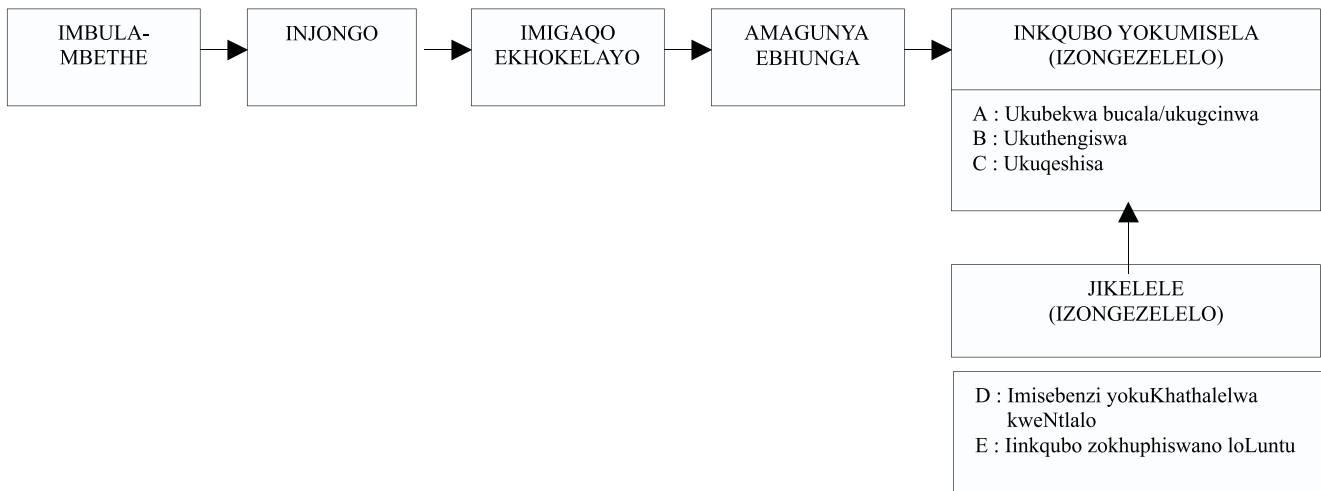 IMBULA-
MBETHE
INJONGO
IMIGAQO
EKHOKELAYO
AMAGUNYA
EBHUNGA
INKQUBO YOKUMISELA
(IZONGEZELELO)
A : Ukubekwa bucala/ukugcinwa
B : Ukuthengiswa
C : Ukuqeshisa
JIKELELE
(IZONGEZELELO)
D : Imisebenzi yokuKhathalelwa
kweNtlalo
E : Iinkqubo zokhuphiswano loLuntu